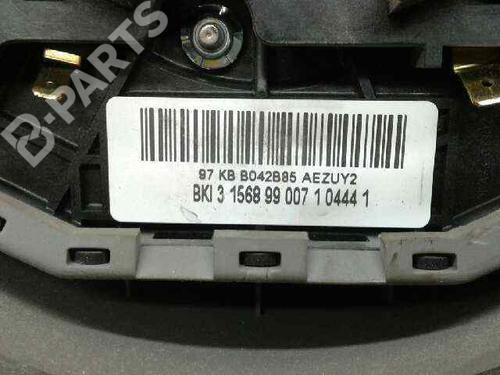 B-PARTS
97 KB B042B85 AEZUY2
BKI 3 1568 99 007 1 0444 1